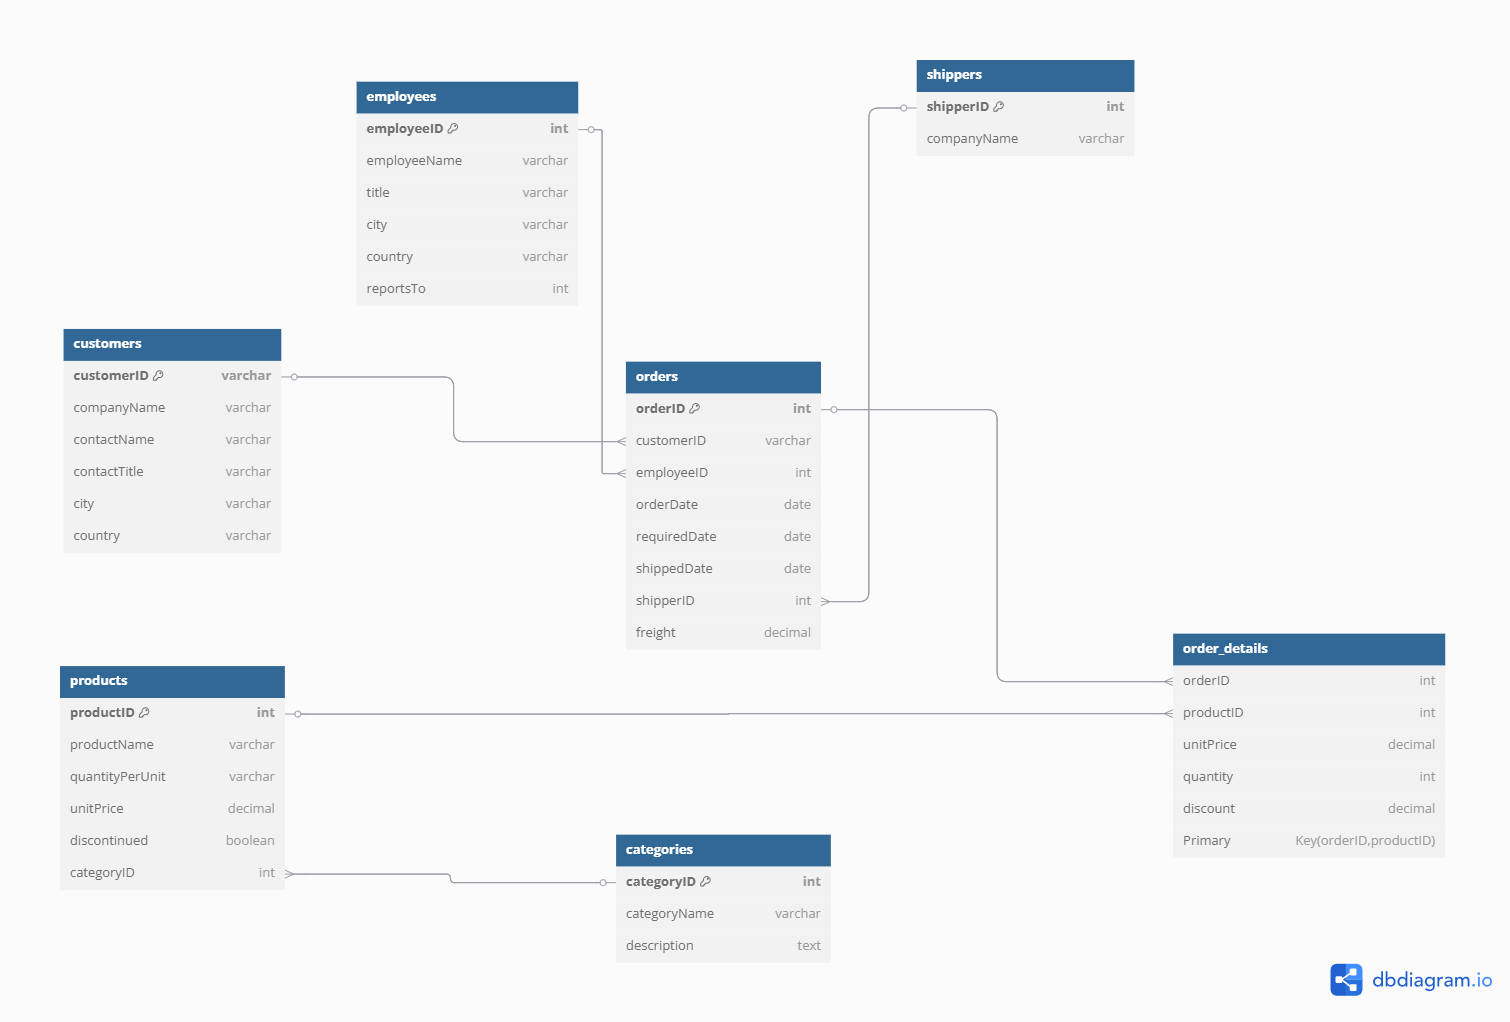 employees
employeeID int
employeeName varchar
title varchar
city varchar
country varchar
reportsTo int
shippers
shipperID int
companyName varchar
customers
customerID varchar
companyName varchar
contactName varchar
contactTitle varchar
city varchar
country varchar
orders
orderID int
customerID varchar
employeeID int
orderDate date
requiredDate date
shippedDate date
shipperID int
freight decimal
products
productID int
productName varchar
quantityPerUnit varchar
unitPrice decimal
discontinued boolean
categoryID int
categories
categoryID int
categoryName varchar
description text
order_details
orderID int
productID int
unitPrice decimal
quantity int
discount decimal
Primary Key(orderID,productID)
dbdiagram.io